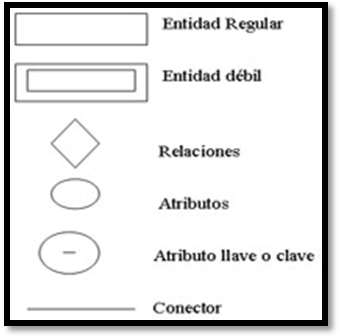 Entidad Regular
Entidad débil
Relaciones
Atributos
Atributo llave o clave
Conector